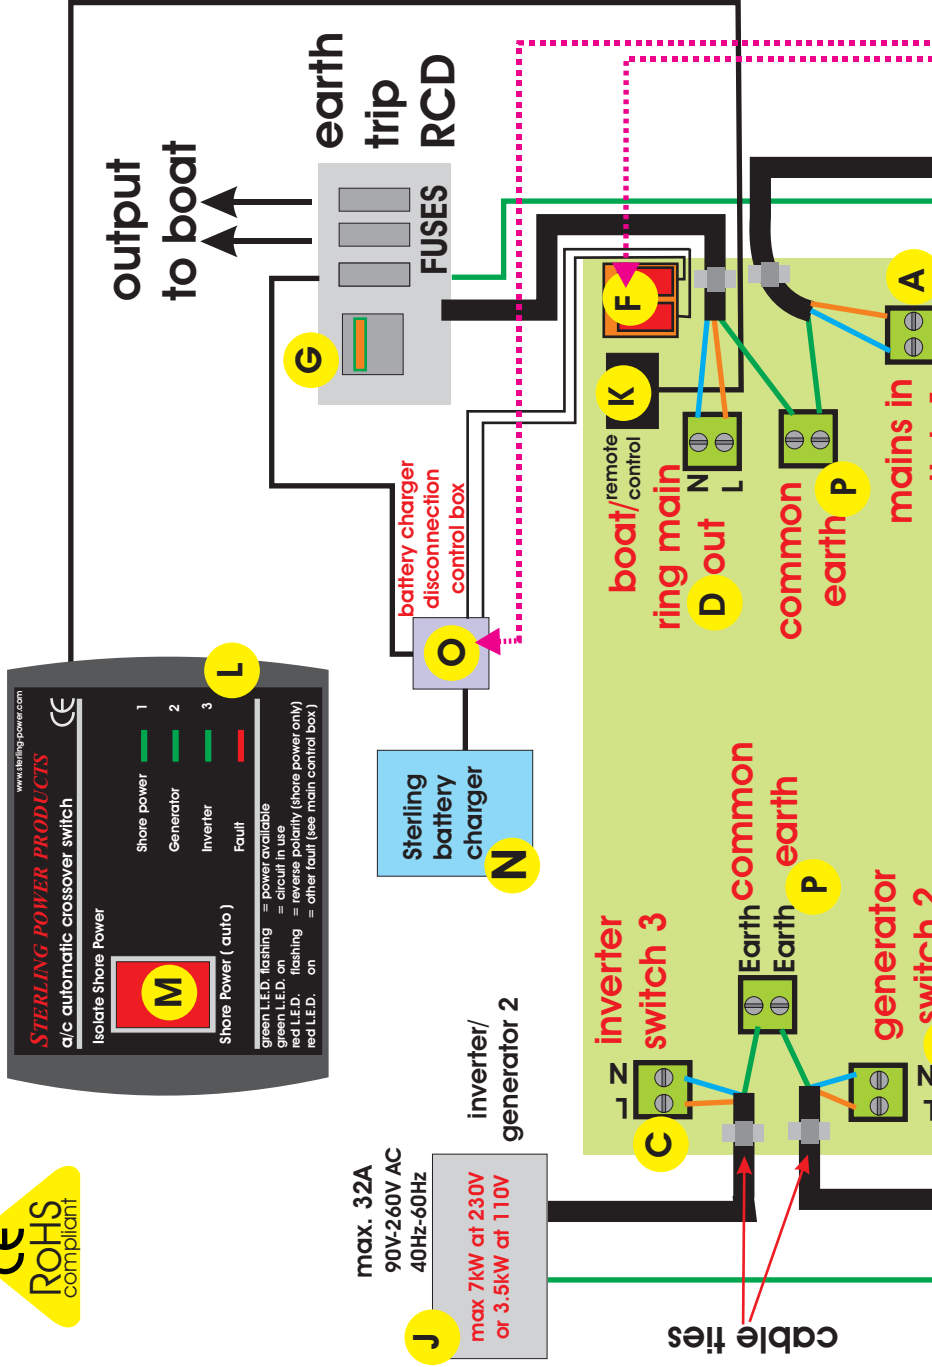 CE
RoHS
compliant
www.sterling-power.com
STERLING POWER PRODUCTS
CE
a/c automatic crossover switch
Isolate Shore Power
M
Shore Power ( auto )
Shore power 1
Generator 2
Inverter 3
Fault
L
green L.E.D. flashing = power available
green L.E.D. on = circuit in use
red L.E.D. flashing = reverse polarity (shore power only)
red L.E.D. on = other fault (see main control box )
output
to boat
earth
trip
RCD
FUSES
G
battery charger
disconnection
control box
O
Sterling
battery
charger
N
inverter/
generator 2
max. 32A
90V-260V AC
40Hz-60Hz
max 7kW at 230V
or 3.5kW at 110V
J
F
K
boat/ remote
control
ring main
D out
N
L
common
earth
P
mains in
A
inverter
switch 3
N
L
C
Earth
Earth
common
earth
P
generator
switch 2
N
L
cable ties